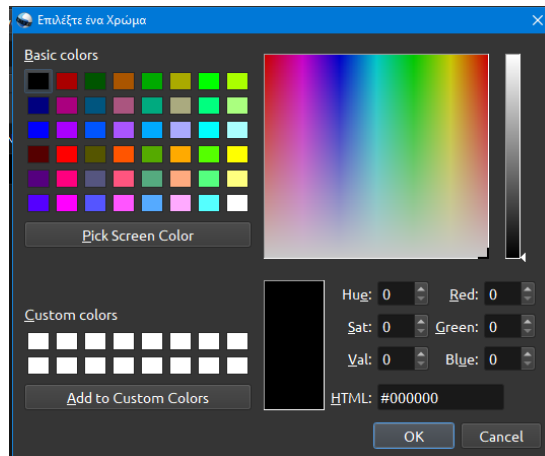 Επιλέξτε ένα Χρώμα
Basic colors
Pick Screen Color
Custom colors
Add to Custom Colors
Hue: 0 Red: 0
Sat: 0 Green: 0
Val: 0 Blue: 0
HTML: #000000
OK Cancel